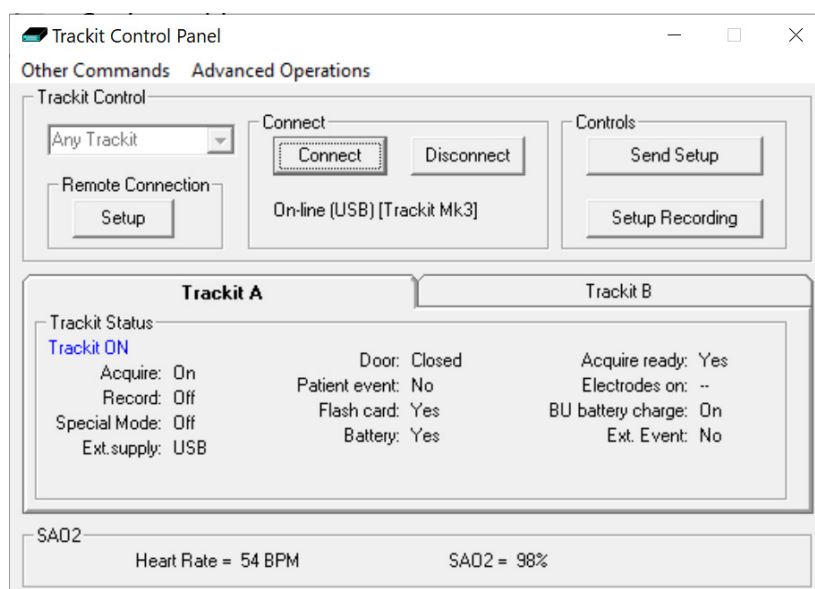 Trackit Control Panel
Other Commands Advanced Operations
Trackit Control
Any Trackit
Remote Connection
Setup
Connect
Connect Disconnect
On-line (USB) [Trackit Mk3]
Controls
Send Setup
Setup Recording
Trackit A Trackit B
Trackit Status
Trackit ON
Acquire: On
Record: Off
Special Mode: Off
Ext.supply: USB
Door: Closed
Patient event: No
Flash card: Yes
Battery: Yes
Acquire ready: Yes
Electrodes on: --
BU battery charge: On
Ext. Event: No
SAO2
Heart Rate = 54 BPM SAO2 = 98%